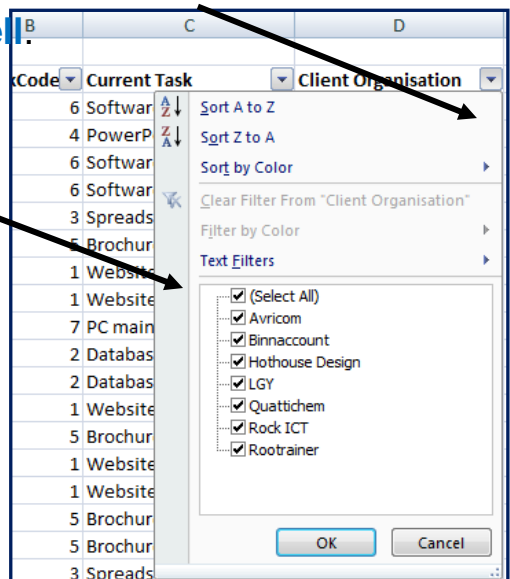 ell.
B C D
kCode Current Task Client Organisation
6 Softwar
4 PowerP
6 Softwar
6 Softwar
3 Spreads
5 Brochur
1 Website
1 Website
7 PC main
2 Databas
2 Databas
1 Website
5 Brochur
1 Website
1 Website
5 Brochur
5 Brochur
3 Spreads
Sort A to Z
Sort Z to A
Sort by Color
Clear Filter From "Client Organisation"
Filter by Color
Text Filters
(Select All)
Avricom
Binnaccount
Hothouse Design
LGY
Quattichem
Rock ICT
Rootrainer
OK Cancel